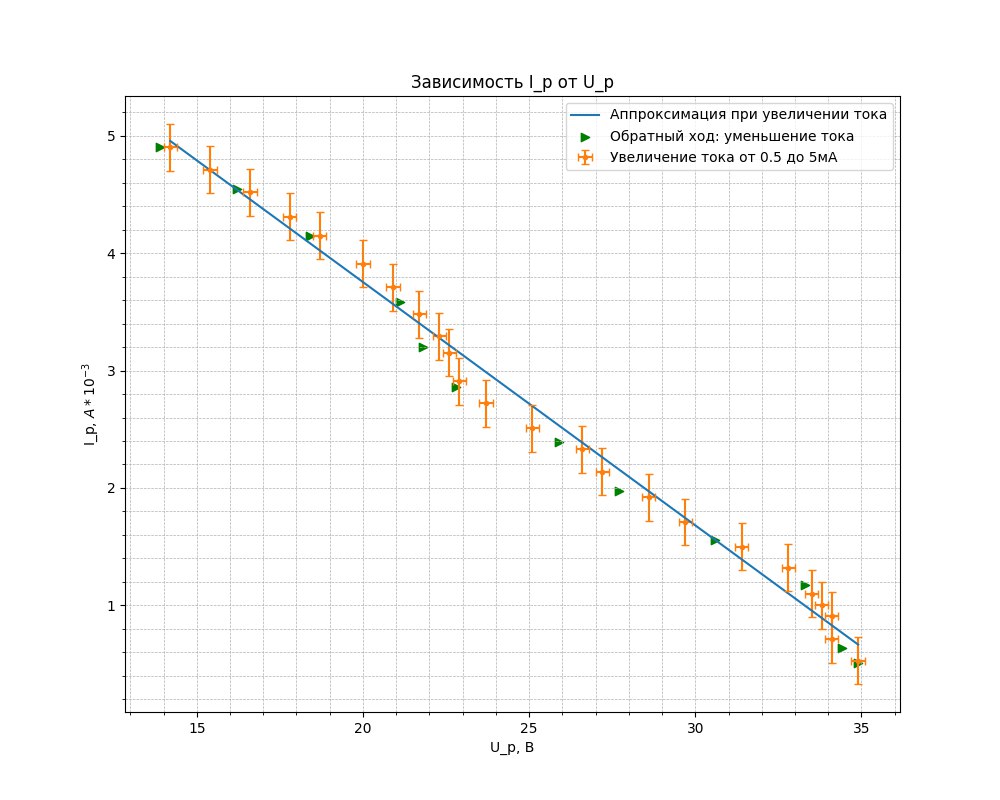 Зависимость I_p от U_p
Аппроксимация при увеличении тока
Обратный ход: уменьшение тока
Увеличение тока от 0.5 до 5мА
I_p, A * 10⁻³
5
4
3
2
1
15 20 25 30 35
U_p, В